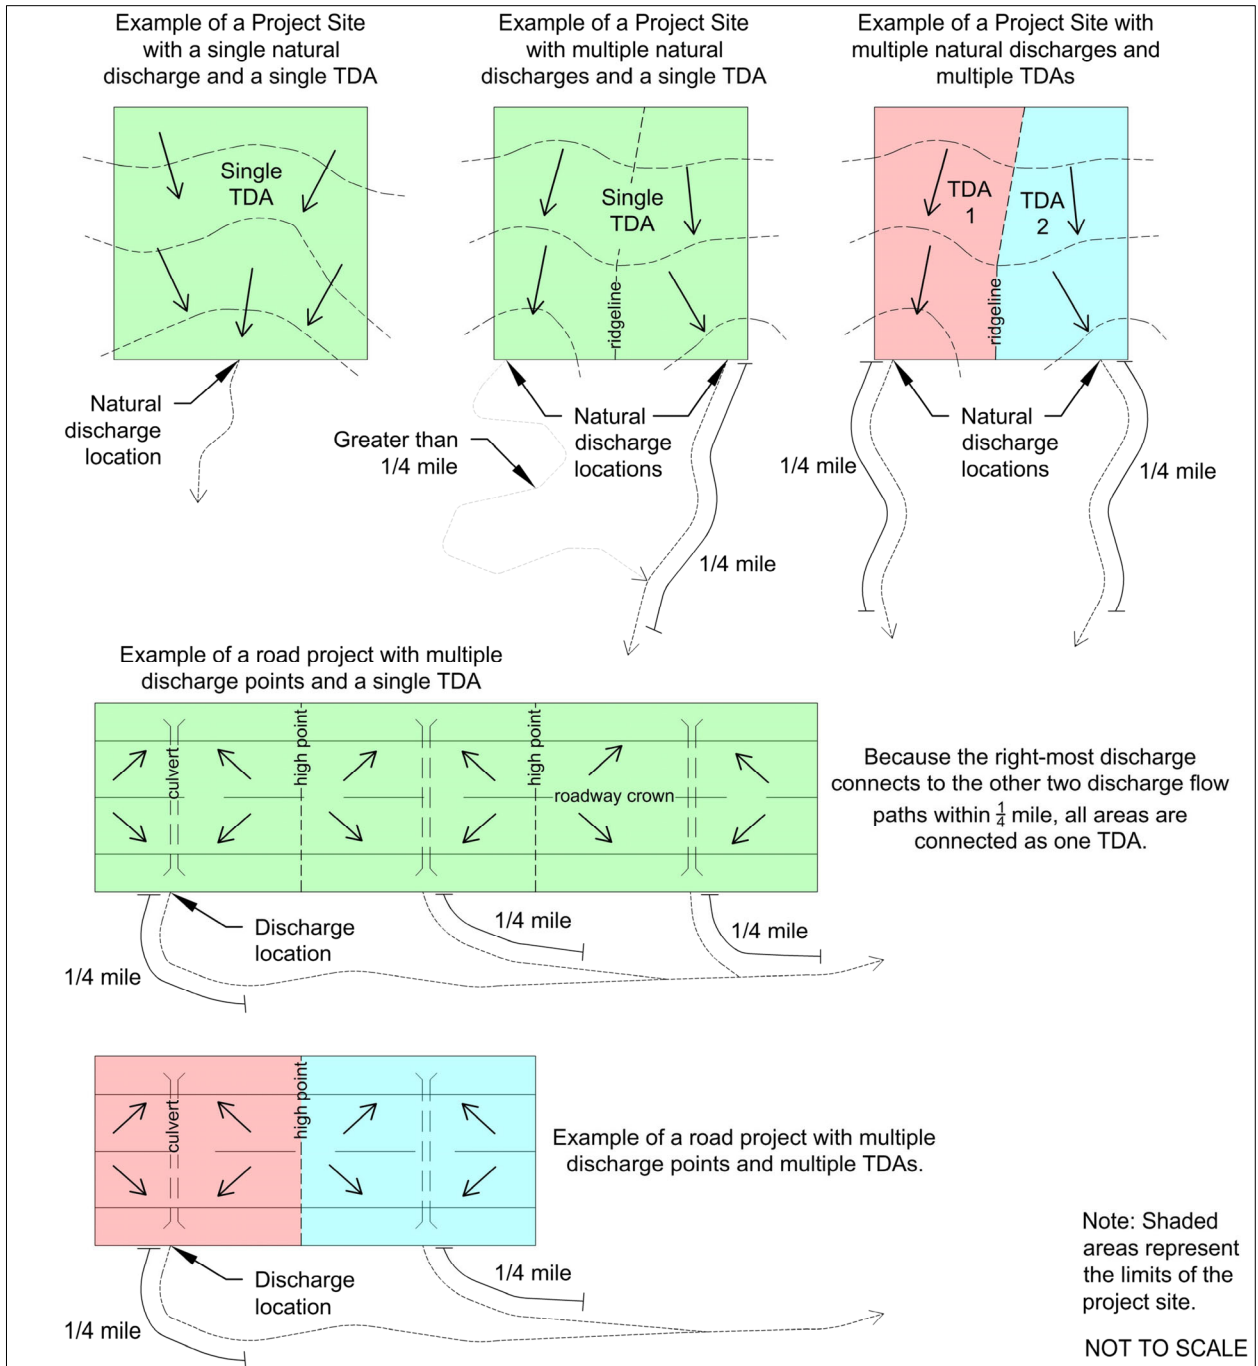 Example of a Project Site
with a single natural
discharge and a single TDA
Single
TDA
Natural
discharge
location
Example of a Project Site
with multiple natural
discharges and a single TDA
Single
TDA
ridgeline
Natural
discharge
locations
Greater than
1/4 mile
1/4 mile
Example of a Project Site with
multiple natural discharges and
multiple TDAs
TDA
1
TDA
2
ridgeline
1/4 mile
Natural
discharge
locations
1/4 mile
Example of a road project with multiple
discharge points and a single TDA
culvert
high point
high point
roadway crown
Discharge
location
1/4 mile
1/4 mile
1/4 mile
Because the right-most discharge
connects to the other two discharge flow
paths within 1/4 mile, all areas are
connected as one TDA.
culvert
high point
Discharge
location
1/4 mile
1/4 mile
Example of a road project with multiple
discharge points and multiple TDAs.
Note: Shaded
areas represent
the limits of the
project site.
NOT TO SCALE